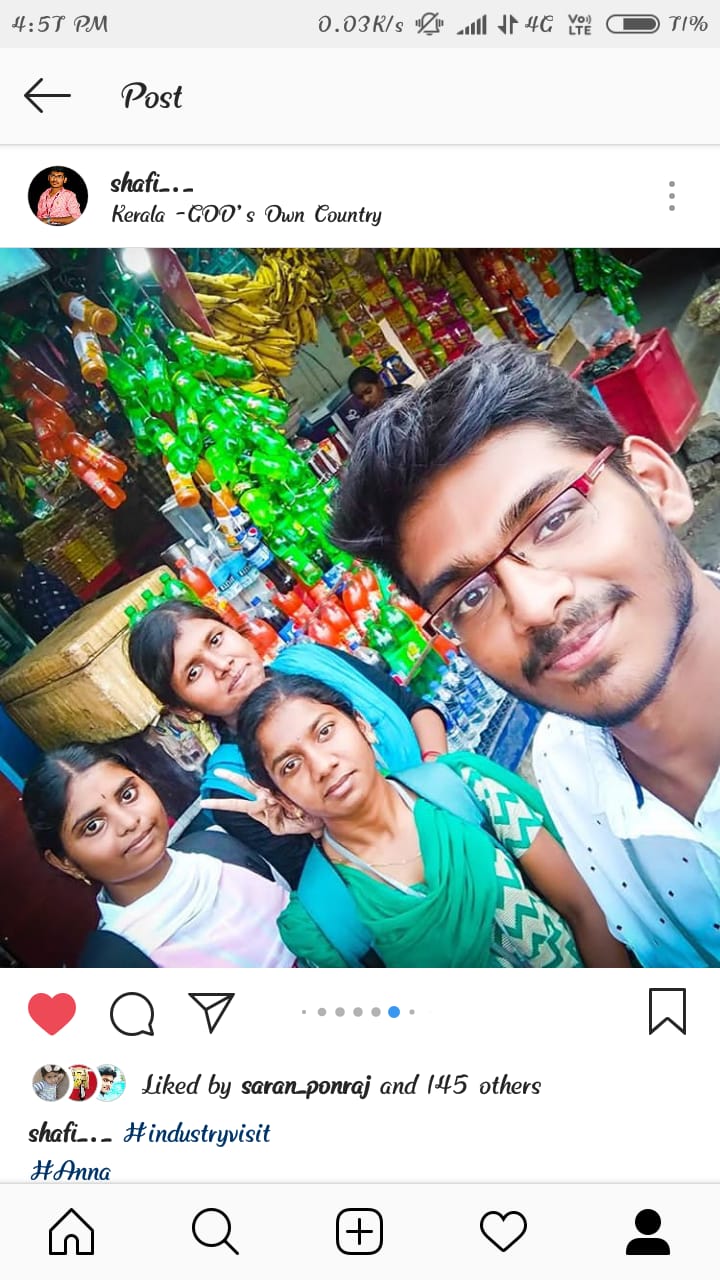 4:57 PM 0.03K/s 4G VoLTE 71%
Post
shafi_._
Kerala -GOD's Own Country
Liked by saran_ponraj and 145 others
shafi_._ #industryvisit
#Anna